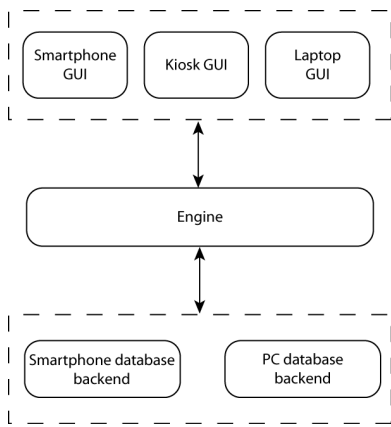 Smartphone
GUI
Kiosk GUI
Laptop
GUI
Engine
Smartphone database
backend
PC database
backend